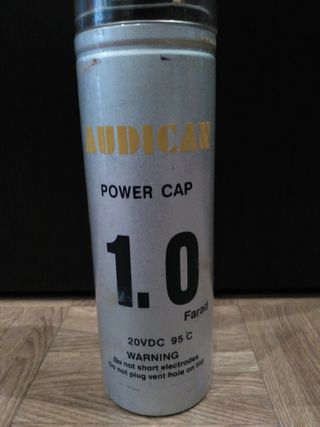 AUDICAN
POWER CAP
1.0
Farad
20VDC 95 C
WARNING
Do not short electrodes
Do not plug vent hole on top